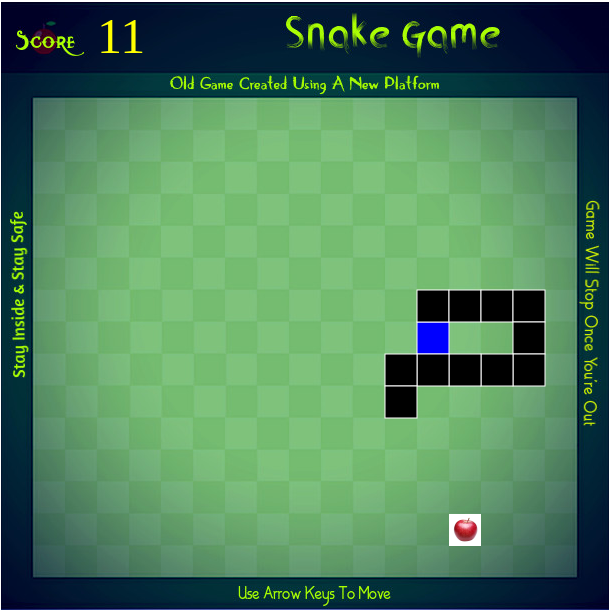 Score 11
Snake Game
Old Game Created Using A New Platform
Stay Inside & Stay Safe
Game Will Stop Once You're Out
Use Arrow Keys To Move